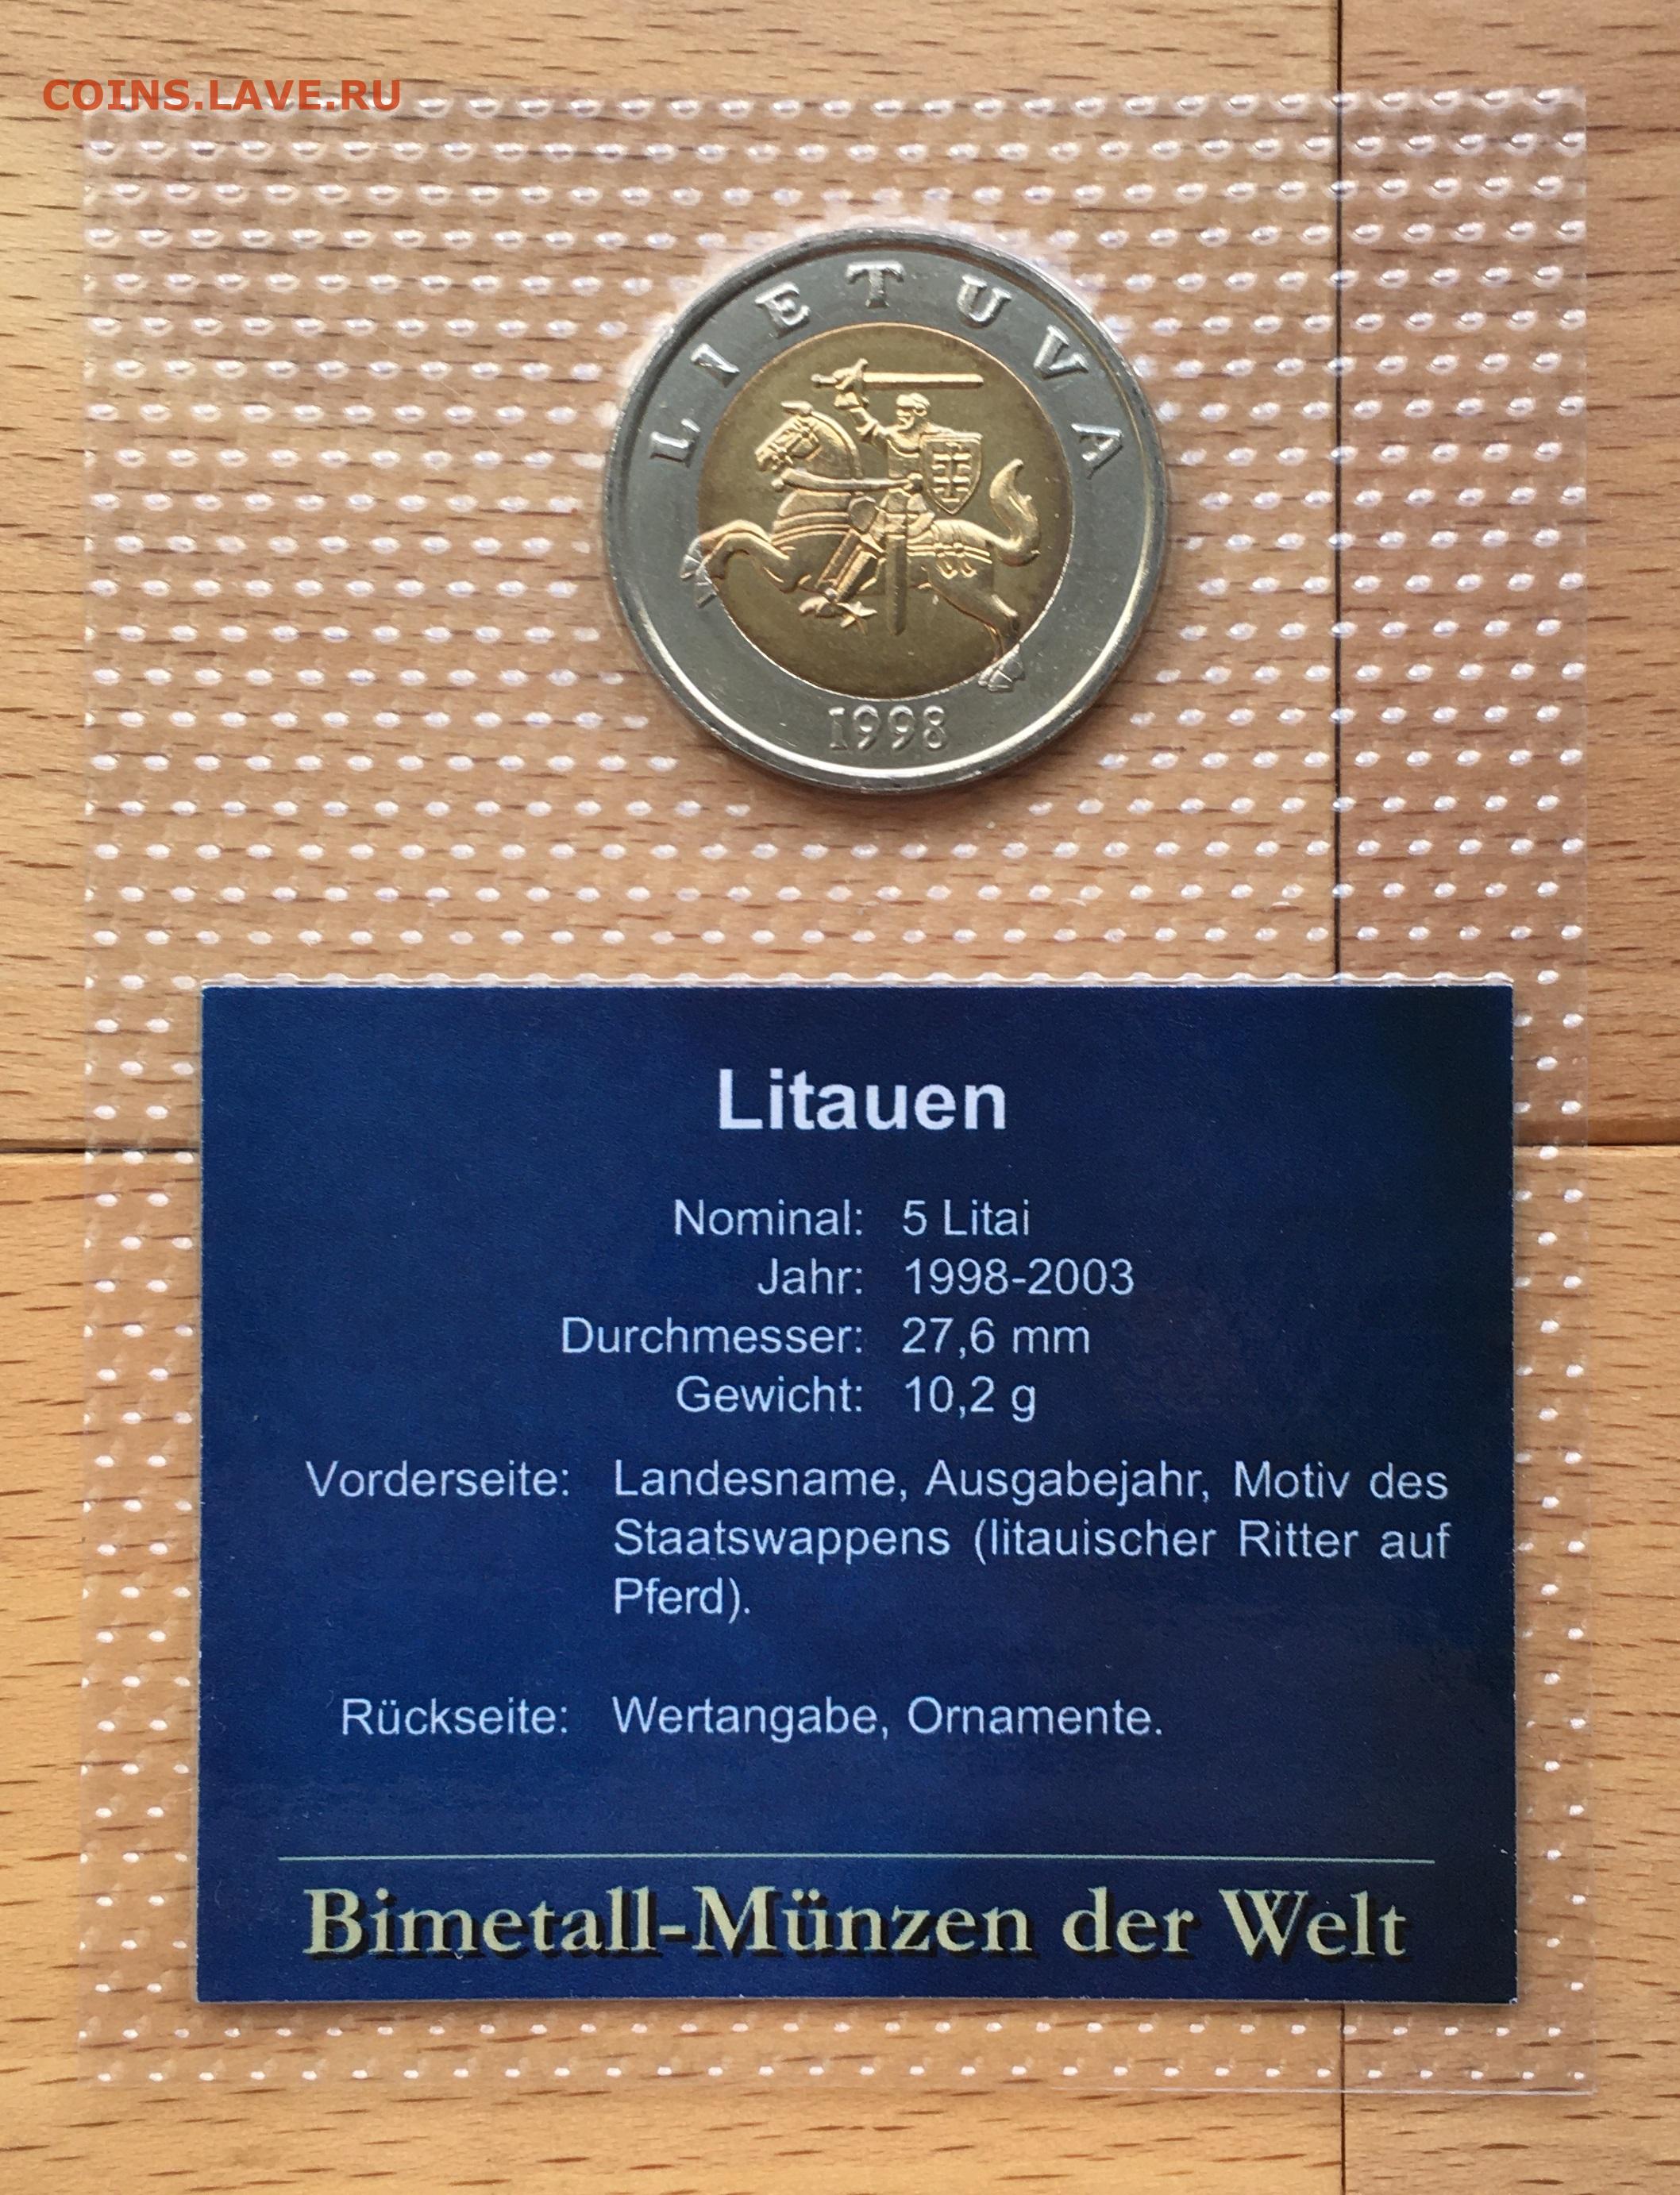 COINS.LAVE.RU
LIETUVA
1998
Litauen
Nominal: 5 Litai
Jahr: 1998-2003
Durchmesser: 27,6 mm
Gewicht: 10,2 g
Vorderseite: Landesname, Ausgabejahr, Motiv des
Staatswappens (litauischer Ritter auf
Pferd).
Rückseite: Wertangabe, Ornamente.
Bimetall-Münzen der Welt